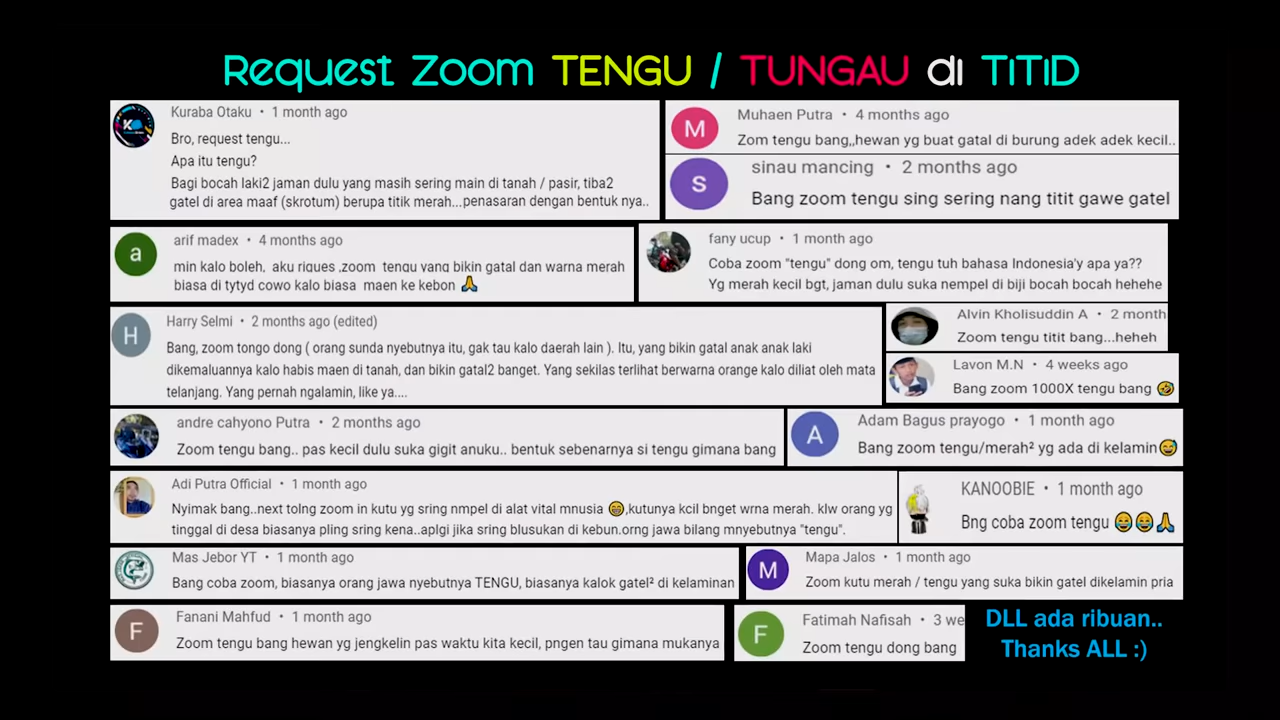 Request Zoom TENGU / TUNGAU di TiTiD
Kuraba Otaku • 1 month ago
Bro, request tengu...
Apa itu tengu?
Bagi bocah laki2 jaman dulu yang masih sering main di tanah / pasir, tiba2
gatel di area maaf (skrotum) berupa titik merah...penasaran dengan bentuk nya..
M
Muhaen Putra • 4 months ago
Zom tengu bang,,hewan yg buat gatal di burung adek adek kecil..
S
sinau mancing • 2 months ago
Bang zoom tengu sing sering nang titit gawe gatel
a
arif madex • 4 months ago
min kalo boleh, aku riques ,zoom tengu yang bikin gatal dan warna merah
biasa di tytyd cowo kalo biasa maen ke kebon 🙏
fany ucup • 1 month ago
Coba zoom "tengu" dong om, tengu tuh bahasa Indonesia'y apa ya??
Yg merah kecil bgt, jaman dulu suka nempel di biji bocah bocah hehehe
H
Harry Selmi • 2 months ago (edited)
Bang, zoom tongo dong ( orang sunda nyebutnya itu, gak tau kalo daerah lain ). Itu, yang bikin gatal anak anak laki
dikemaluannya kalo habis maen di tanah, dan bikin gatal2 banget. Yang sekilas terlihat berwarna orange kalo diliat oleh mata
telanjang. Yang pernah ngalamin, like ya....
Alvin Kholisuddin A • 2 month
Zoom tengu titit bang...heheh
Lavon M.N • 4 weeks ago
Bang zoom 1000X tengu bang 🤣
andre cahyono Putra • 2 months ago
Zoom tengu bang.. pas kecil dulu suka gigit anuku.. bentuk sebenarnya si tengu gimana bang
A
Adam Bagus prayogo • 1 month ago
Bang zoom tengu/merah² yg ada di kelamin😅
Adi Putra Official • 1 month ago
Nyimak bang..next tolng zoom in kutu yg sring nmpel di alat vital mnusia 😁,kutunya kcil bnget wrna merah. klw orang yg
tinggal di desa biasanya pling sring kena..aplgi jika sring blusukan di kebun.orng jawa bilang mnyebutnya "tengu".
KANOOBIE • 1 month ago
Bng coba zoom tengu 😂😂🙏
Mas Jebor YT • 1 month ago
Bang coba zoom, biasanya orang jawa nyebutnya TENGU, biasanya kalok gatel² di kelaminan
M
Mapa Jalos • 1 month ago
Zoom kutu merah / tengu yang suka bikin gatel dikelamin pria
F
Fanani Mahfud • 1 month ago
Zoom tengu bang hewan yg jengkelin pas waktu kita kecil, pngen tau gimana mukanya
F
Fatimah Nafisah • 3 we
Zoom tengu dong bang
DLL ada ribuan..
Thanks ALL :)